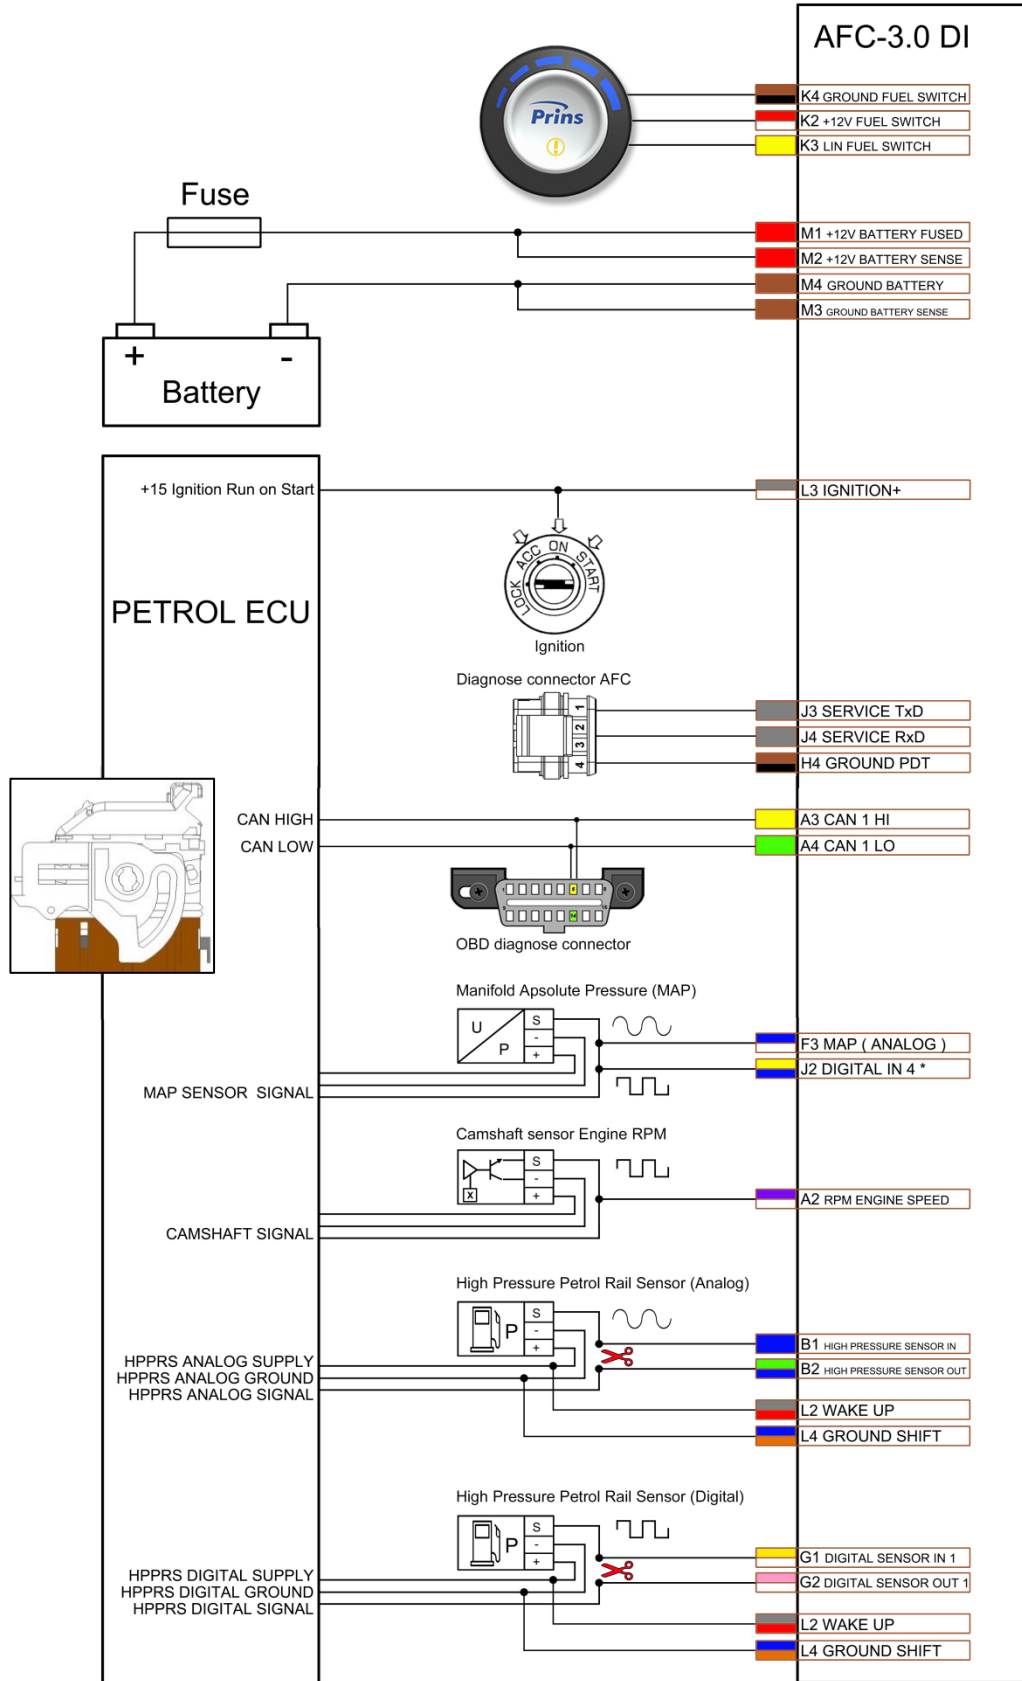 AFC-3.0 DI
Prins
K4 GROUND FUEL SWITCH
K2 +12V FUEL SWITCH
K3 LIN FUEL SWITCH
Fuse
M1 +12V BATTERY FUSED
M2 +12V BATTERY SENSE
M4 GROUND BATTERY
M3 GROUND BATTERY SENSE
+ -
Battery
+15 Ignition Run on Start
L3 IGNITION+
LOCK ACC ON START
Ignition
PETROL ECU
Diagnose connector AFC
1
2
3
4
J3 SERVICE TxD
J4 SERVICE RxD
H4 GROUND PDT
CAN HIGH
A3 CAN 1 HI
CAN LOW
A4 CAN 1 LO
OBD diagnose connector
Manifold Apsolute Pressure (MAP)
U
P
S
-
+
F3 MAP ( ANALOG )
J2 DIGITAL IN 4 *
MAP SENSOR SIGNAL
Camshaft sensor Engine RPM
X
S
-
+
A2 RPM ENGINE SPEED
CAMSHAFT SIGNAL
High Pressure Petrol Rail Sensor (Analog)
P
S
-
+
B1 HIGH PRESSURE SENSOR IN
B2 HIGH PRESSURE SENSOR OUT
HPPRS ANALOG SUPPLY
HPPRS ANALOG GROUND
HPPRS ANALOG SIGNAL
L2 WAKE UP
L4 GROUND SHIFT
High Pressure Petrol Rail Sensor (Digital)
P
S
-
+
G1 DIGITAL SENSOR IN 1
G2 DIGITAL SENSOR OUT 1
HPPRS DIGITAL SUPPLY
HPPRS DIGITAL GROUND
HPPRS DIGITAL SIGNAL
L2 WAKE UP
L4 GROUND SHIFT